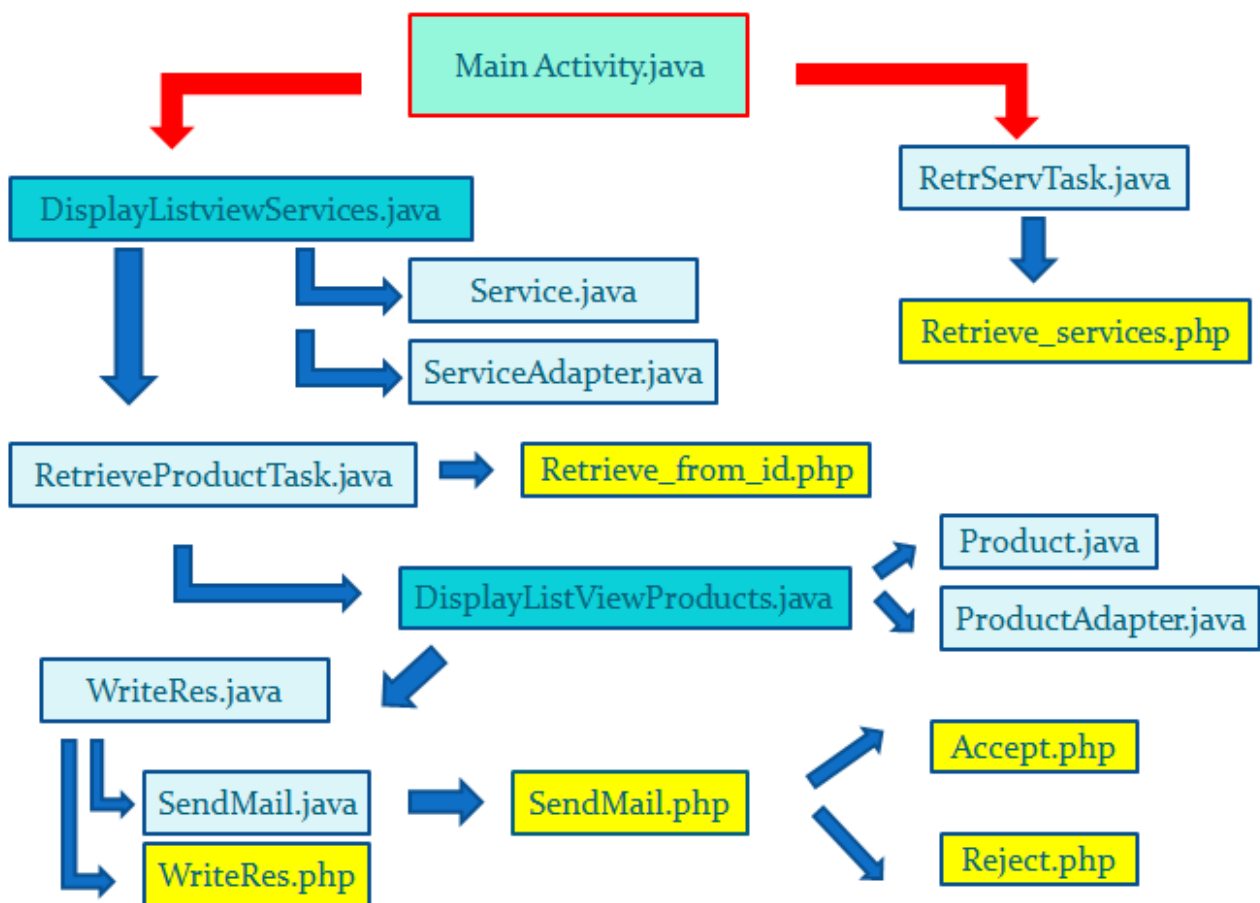 Main Activity.java
RetrServTask.java
DisplayListviewServices.java
Service.java
Retrieve_services.php
ServiceAdapter.java
RetrieveProductTask.java
Retrieve_from_id.php
Product.java
DisplayListViewProducts.java
ProductAdapter.java
WriteRes.java
Accept.php
SendMail.java
SendMail.php
Reject.php
WriteRes.php